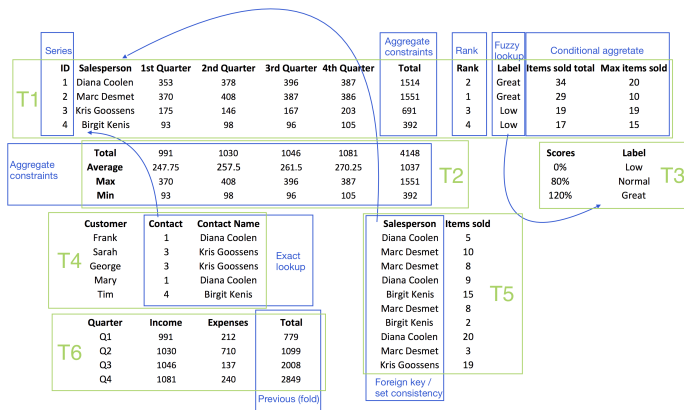 Series
Aggregate constraints
Rank
Fuzzy lookup
Conditional aggretate
ID Salesperson 1st Quarter 2nd Quarter 3rd Quarter 4th Quarter Total Rank Label Items sold total Max items sold
1 Diana Coolen 353 378 396 387 1514 2 Great 34 20
2 Marc Desmet 370 408 387 386 1551 1 Great 29 10
3 Kris Goossens 175 146 167 203 691 3 Low 19 19
4 Birgit Kenis 93 98 96 105 392 4 Low 17 15
T1
Aggregate constraints
Total 991 1030 1046 1081 4148
Average 247.75 257.5 261.5 270.25 1037
Max 370 408 396 387 1551
Min 93 98 96 105 392
T2
Scores Label
0% Low
80% Normal
120% Great
T3
T4
Customer Contact Contact Name
Frank 1 Diana Coolen
Sarah 3 Kris Goossens
George 3 Kris Goossens
Mary 1 Diana Coolen
Tim 4 Birgit Kenis
Exact lookup
Salesperson Items sold
Diana Coolen 5
Marc Desmet 10
Marc Desmet 8
Diana Coolen 9
Birgit Kenis 15
Marc Desmet 8
Birgit Kenis 2
Diana Coolen 20
Marc Desmet 3
Kris Goossens 19
T5
Foreign key / set consistency
T6
Quarter Income Expenses Total
Q1 991 212 779
Q2 1030 710 1099
Q3 1046 137 2008
Q4 1081 240 2849
Previous (fold)